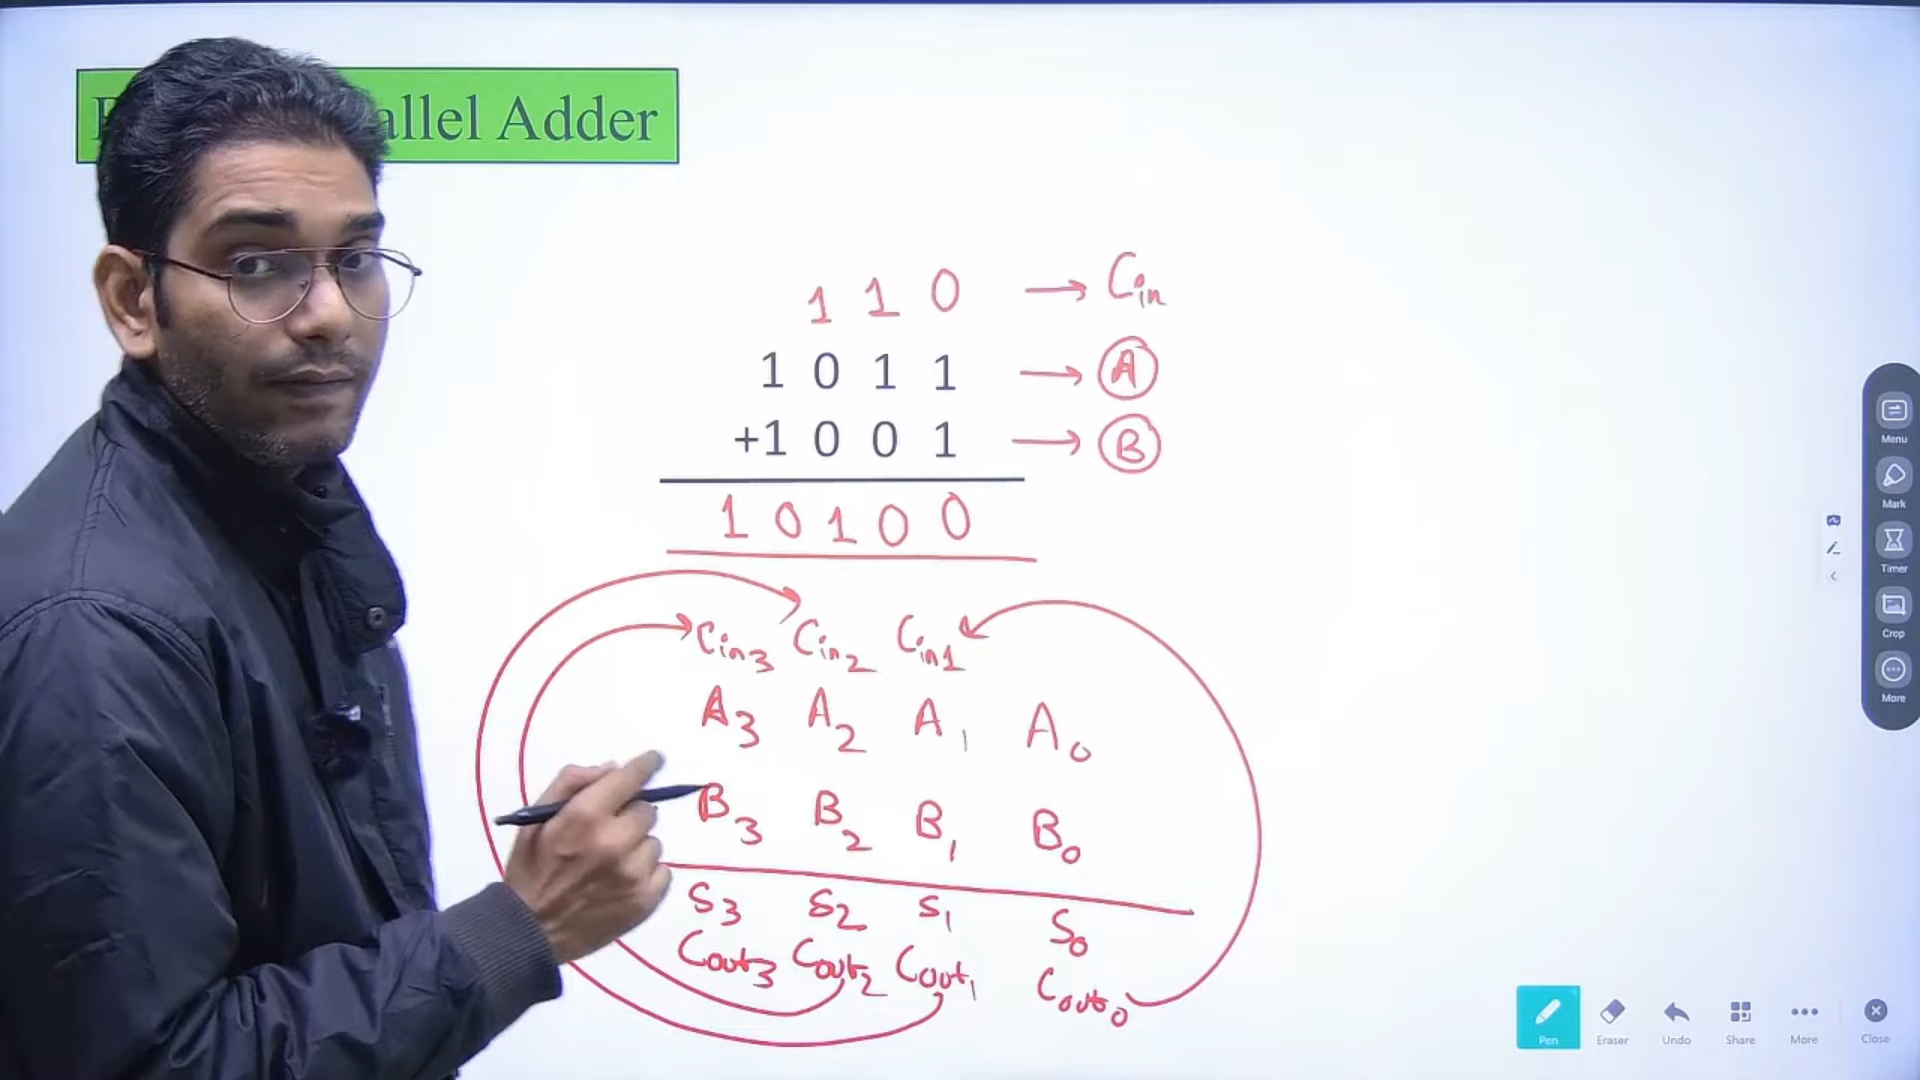 allel Adder
1 1 0 → Cin
1 0 1 1 → A
+1 0 0 1 → B
1 0 1 0 0
Cin3 Cin2 Cin1
A3 A2 A1 A0
B3 B2 B1 B0
S3 S2 S1 S0
Cout3 Cout2 Cout1 Cout0
Menu
Mark
Timer
Crop
More
Pen Eraser Undo Share More Close